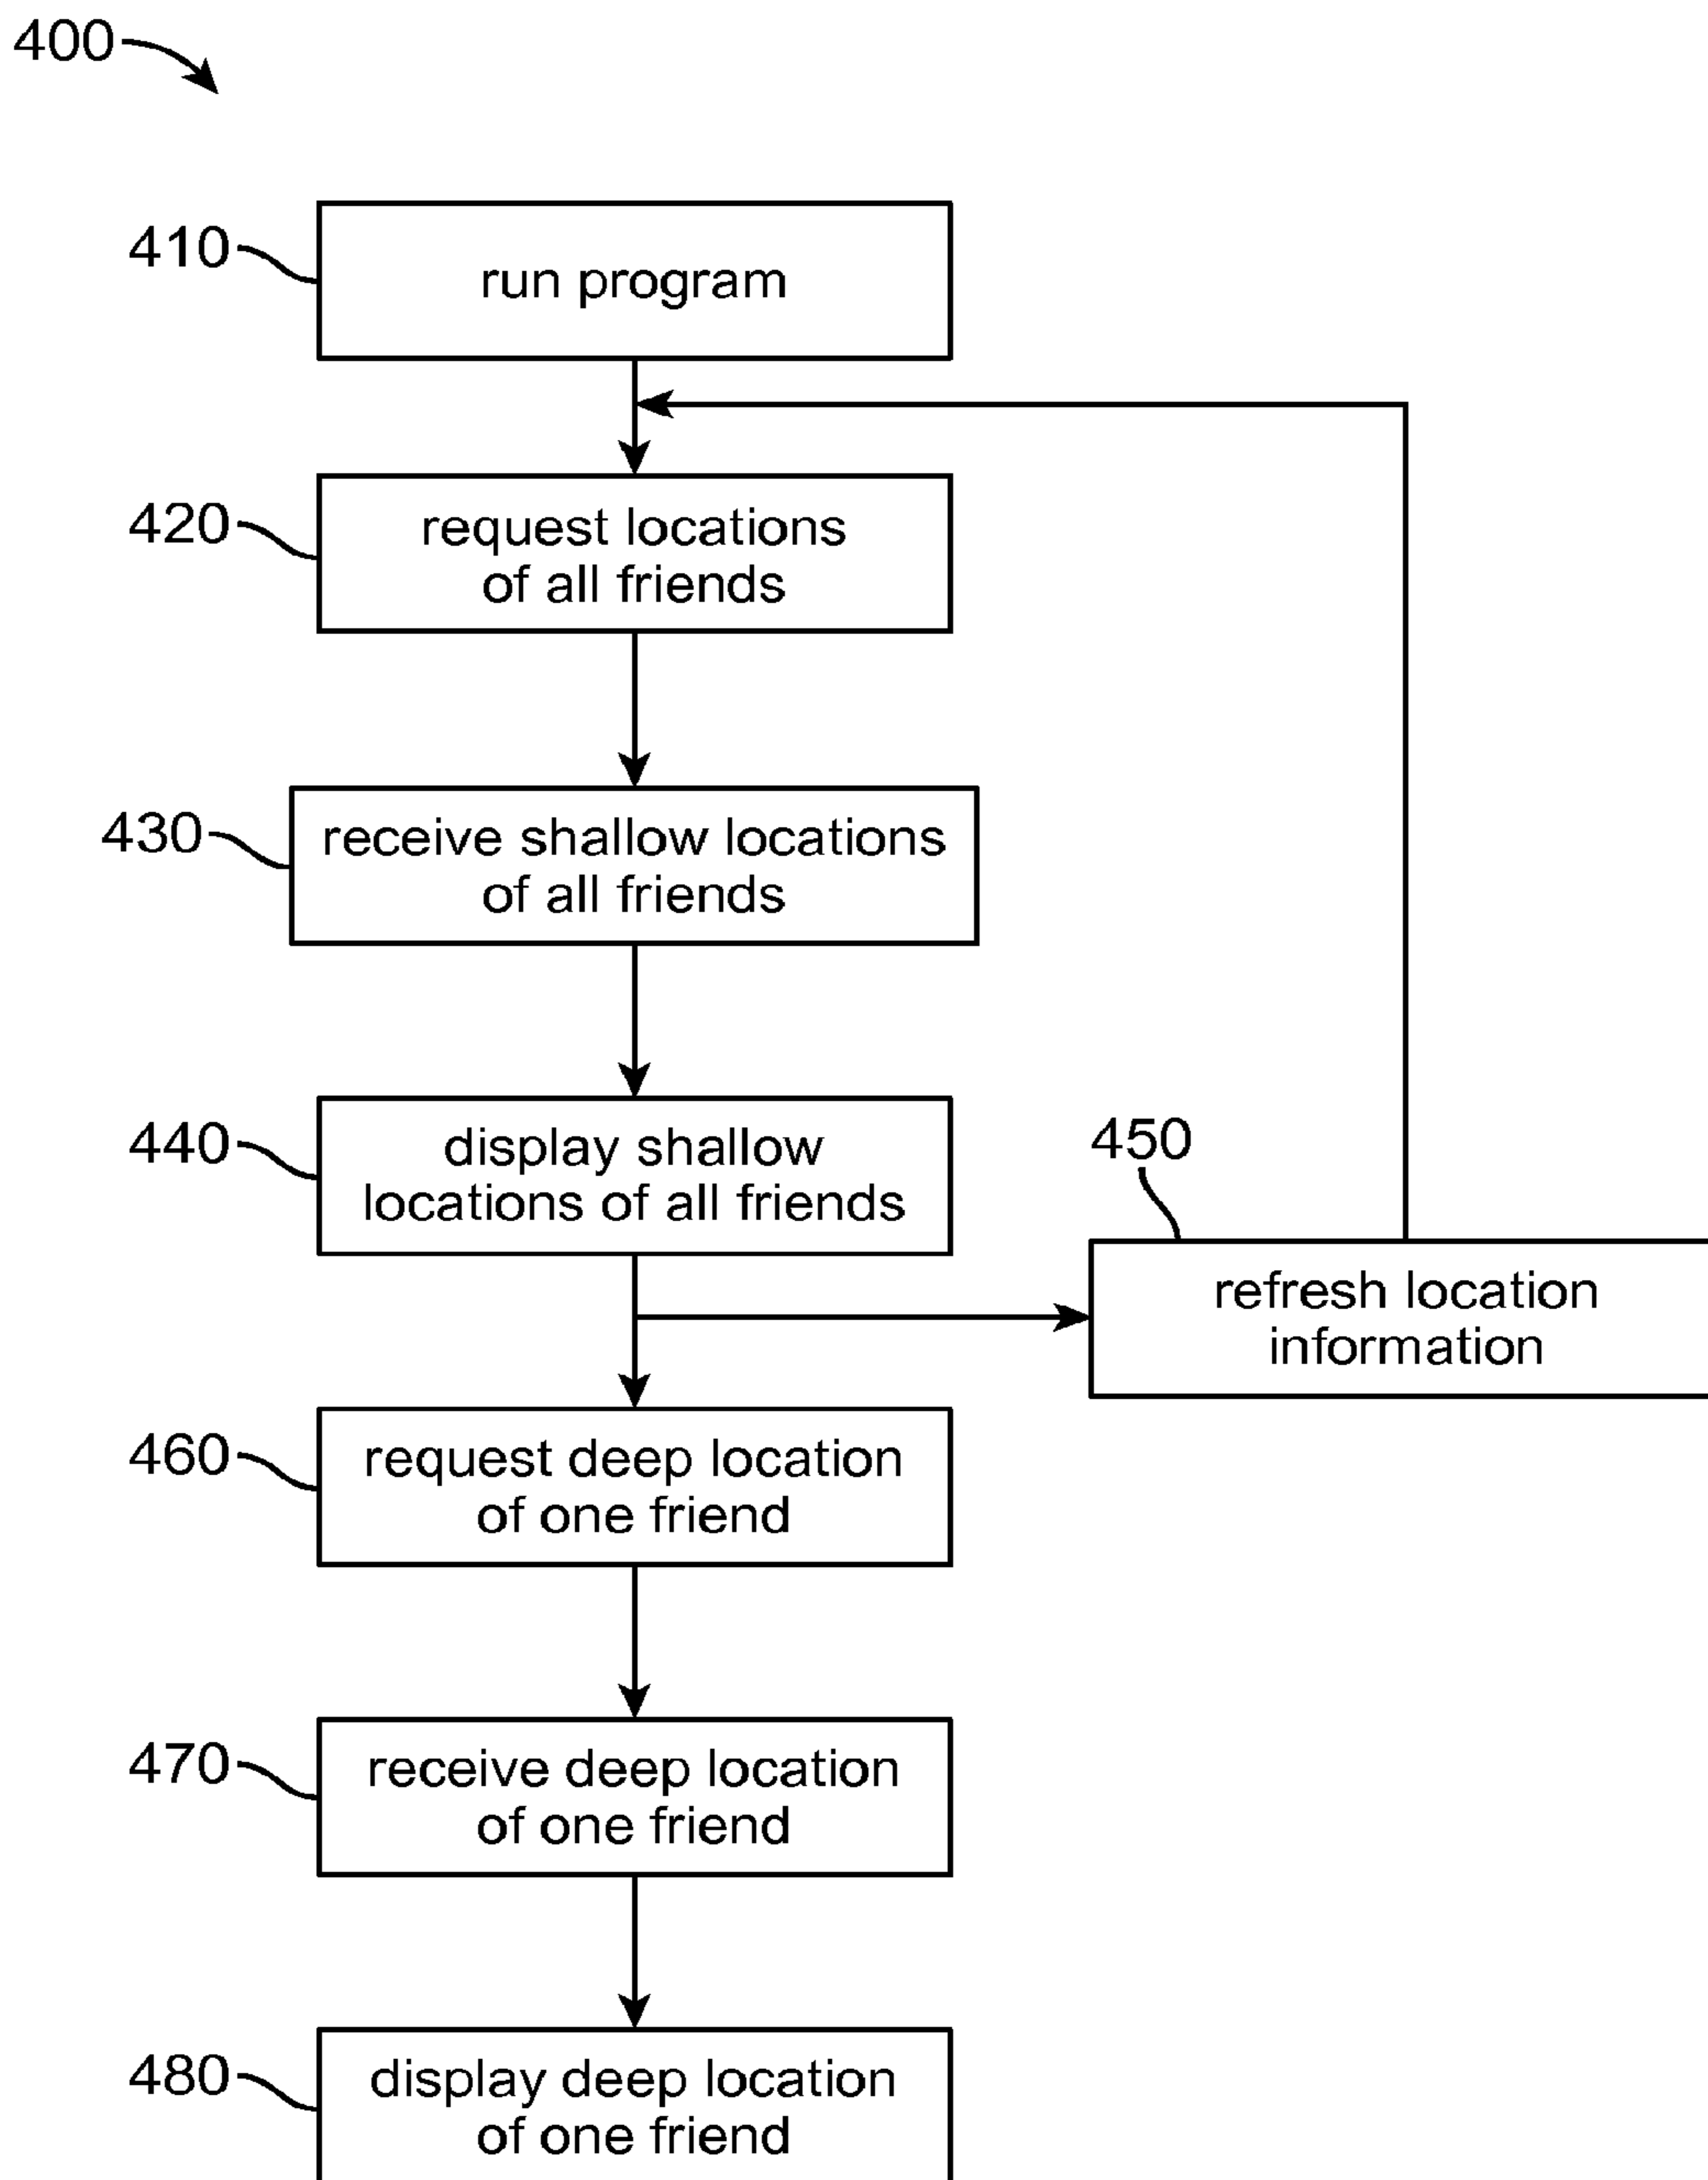 400
410
run program
420
request locations
of all friends
430
receive shallow locations
of all friends
440
display shallow
locations of all friends
450
refresh location
information
460
request deep location
of one friend
470
receive deep location
of one friend
480
display deep location
of one friend